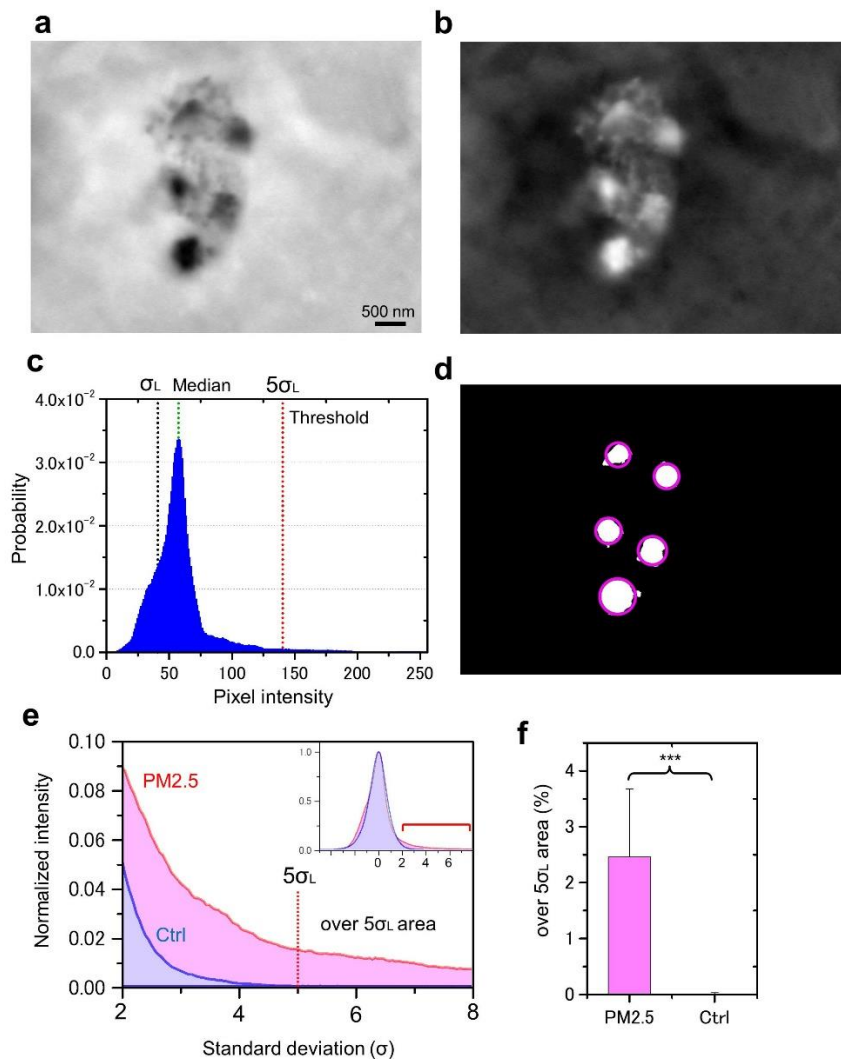 a
b
500 nm
c
σL Median 5σL
4.0x10-2
Threshold
3.0x10-2
2.0x10-2
1.0x10-2
0.0
Probability
0 50 100 150 200 250
Pixel intensity
d
e
0.10
0.08
0.06
0.04
0.02
0.00
Normalized intensity
PM2.5
Ctrl
5σL
over 5σL area
1.0
0.5
0.0
0 2 4 6
2 4 6 8
Standard deviation (σ)
f
***
4
3
2
1
0
over 5σL area (%)
PM2.5 Ctrl